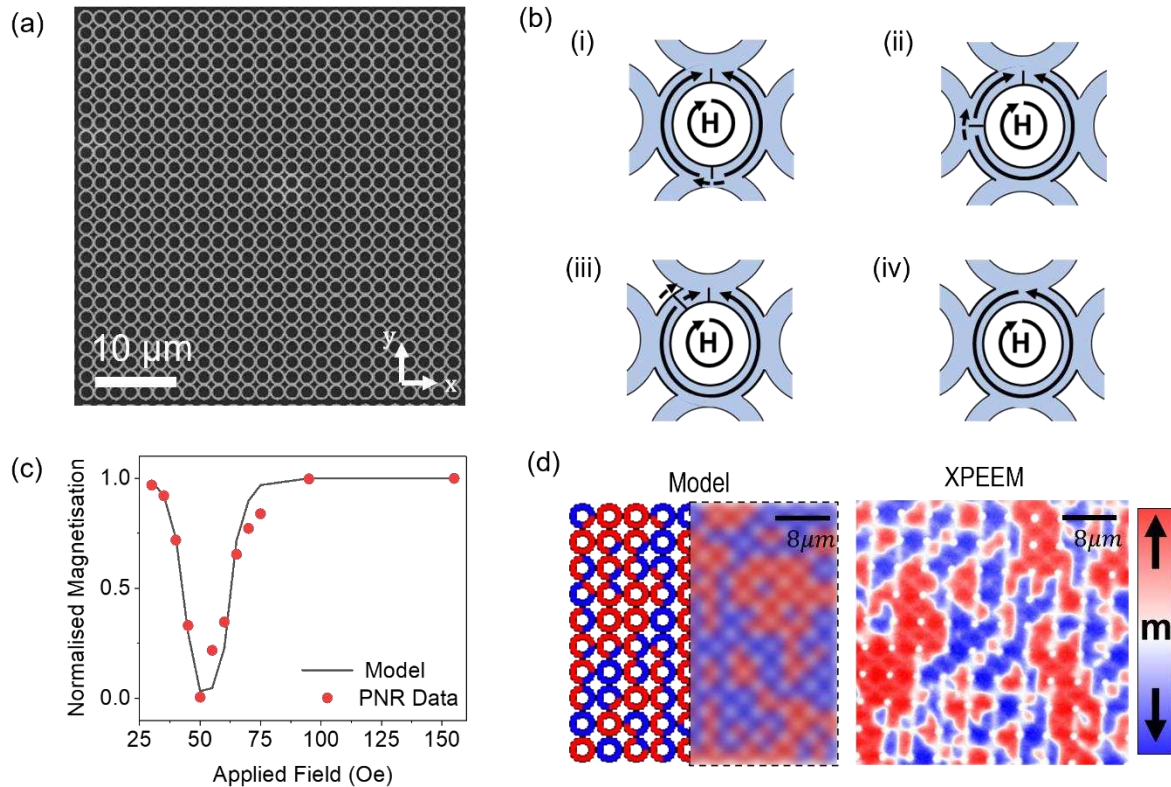 (a)
10 μm
y
x
(b)
(i)
(ii)
H
H
(iii)
(iv)
H
H
(c)
Normalised Magnetisation
1.0
0.5
0.0
Model
PNR Data
25
50
75
100
125
150
Applied Field (Oe)
(d)
Model
XPEEM
8μm
8μm
m